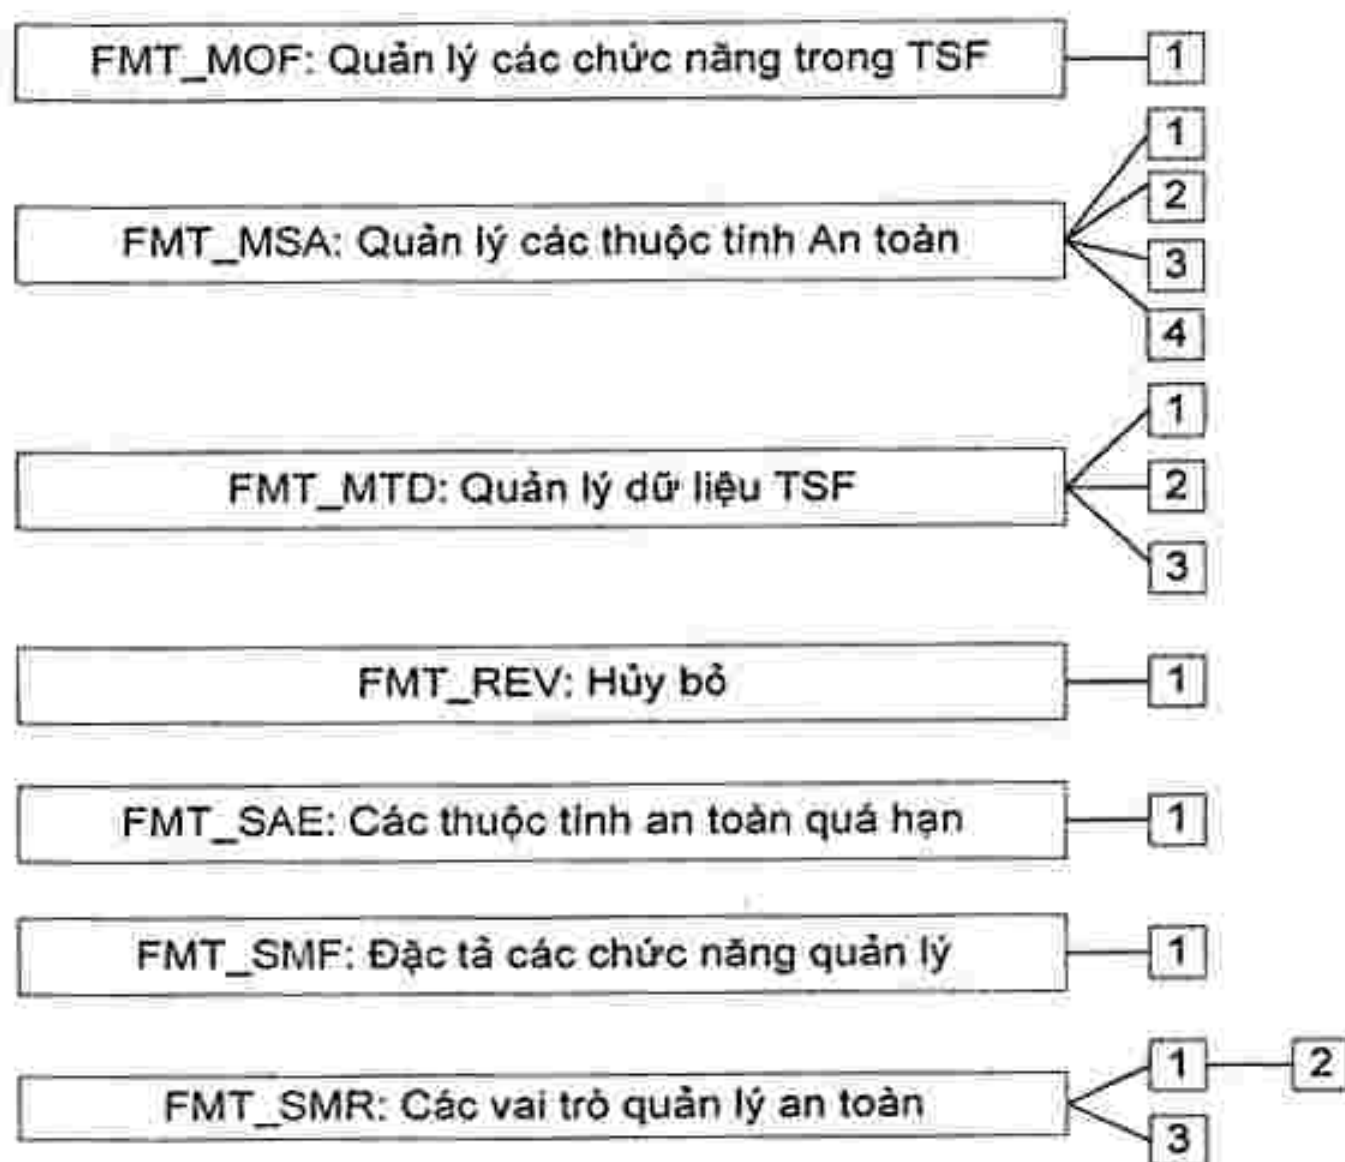 FMT_MOF: Quản lý các chức năng trong TSF 1
1
2
FMT_MSA: Quản lý các thuộc tính An toàn
3
4
1
FMT_MTD: Quản lý dữ liệu TSF 2
3
FMT_REV: Hủy bỏ 1
FMT_SAE: Các thuộc tính an toàn quá hạn 1
FMT_SMF: Đặc tả các chức năng quản lý 1
1 2
FMT_SMR: Các vai trò quản lý an toàn
3